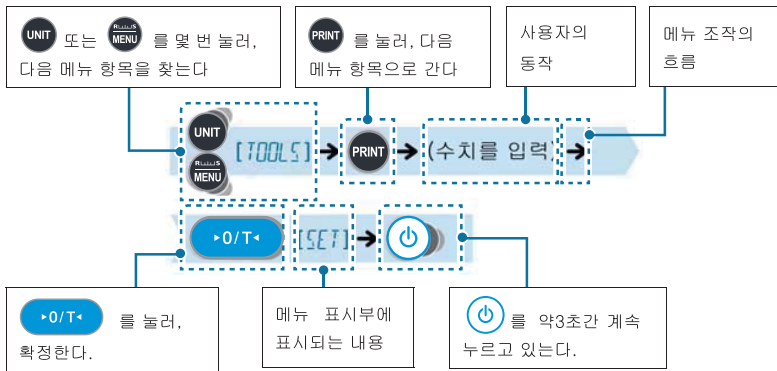 UNIT 또는 MENU 를 몇 번 눌러,
다음 메뉴 항목을 찾는다
PRINT 를 눌러, 다음
메뉴 항목으로 간다
사용자의
동작
메뉴 조작의
흐름
UNIT
MENU
[TOOLS] → PRINT → (수치를 입력) →
▸0/T◂ [SET] →
▸0/T◂ 를 눌러,
확정한다.
메뉴 표시부에
표시되는 내용
를 약3초간 계속
누르고 있는다.